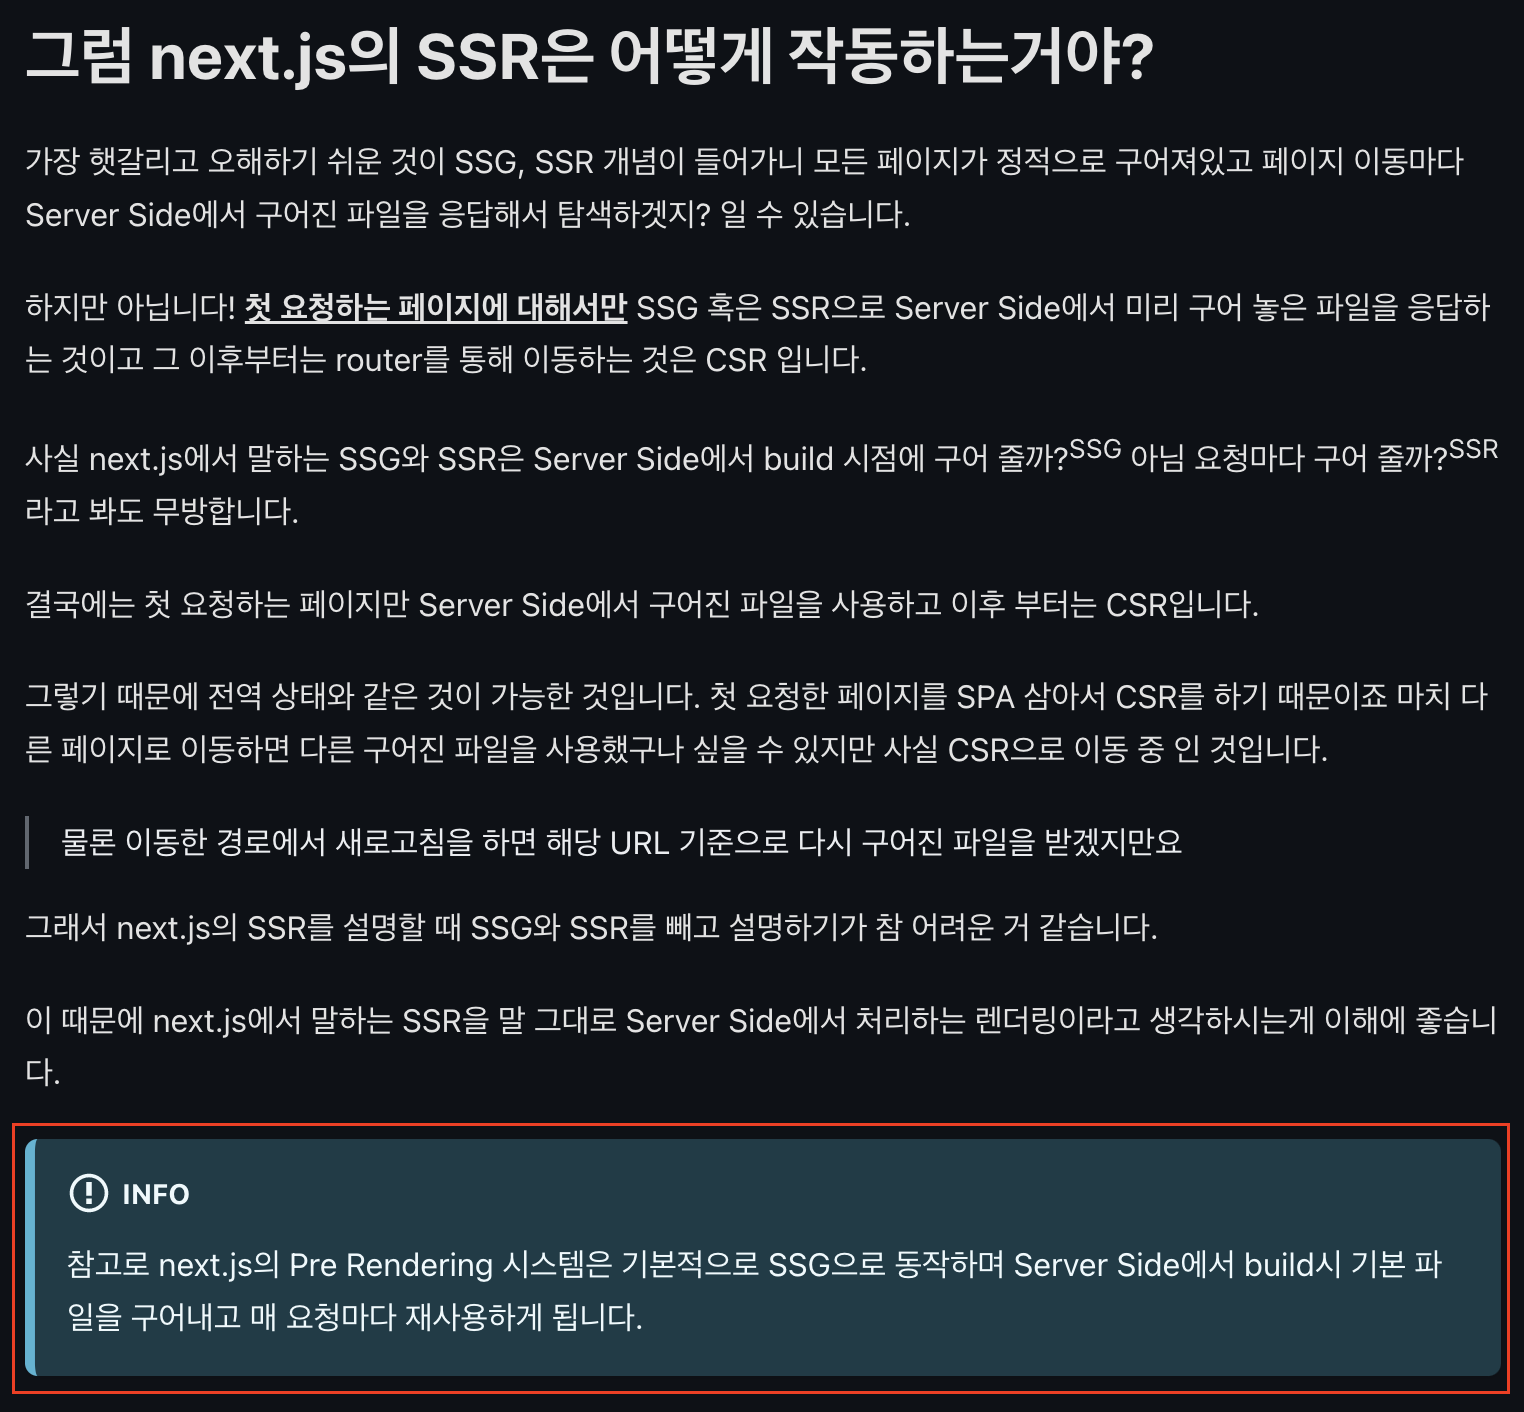 그럼 next.js의 SSR은 어떻게 작동하는거야?
가장 햇갈리고 오해하기 쉬운 것이 SSG, SSR 개념이 들어가니 모든 페이지가 정적으로 구어져있고 페이지 이동마다
Server Side에서 구어진 파일을 응답해서 탐색하겟지? 일 수 있습니다.
하지만 아닙니다! 첫 요청하는 페이지에 대해서만 SSG 혹은 SSR으로 Server Side에서 미리 구어 놓은 파일을 응답하
는 것이고 그 이후부터는 router를 통해 이동하는 것은 CSR 입니다.
사실 next.js에서 말하는 SSG와 SSR은 Server Side에서 build 시점에 구어 줄까?SSG 아님 요청마다 구어 줄까?SSR
라고 봐도 무방합니다.
결국에는 첫 요청하는 페이지만 Server Side에서 구어진 파일을 사용하고 이후 부터는 CSR입니다.
그렇기 때문에 전역 상태와 같은 것이 가능한 것입니다. 첫 요청한 페이지를 SPA 삼아서 CSR를 하기 때문이죠 마치 다
른 페이지로 이동하면 다른 구어진 파일을 사용했구나 싶을 수 있지만 사실 CSR으로 이동 중 인 것입니다.
물론 이동한 경로에서 새로고침을 하면 해당 URL 기준으로 다시 구어진 파일을 받겠지만요
그래서 next.js의 SSR를 설명할 때 SSG와 SSR를 빼고 설명하기가 참 어려운 거 같습니다.
이 때문에 next.js에서 말하는 SSR을 말 그대로 Server Side에서 처리하는 렌더링이라고 생각하시는게 이해에 좋습니
다.
INFO
참고로 next.js의 Pre Rendering 시스템은 기본적으로 SSG으로 동작하며 Server Side에서 build시 기본 파
일을 구어내고 매 요청마다 재사용하게 됩니다.